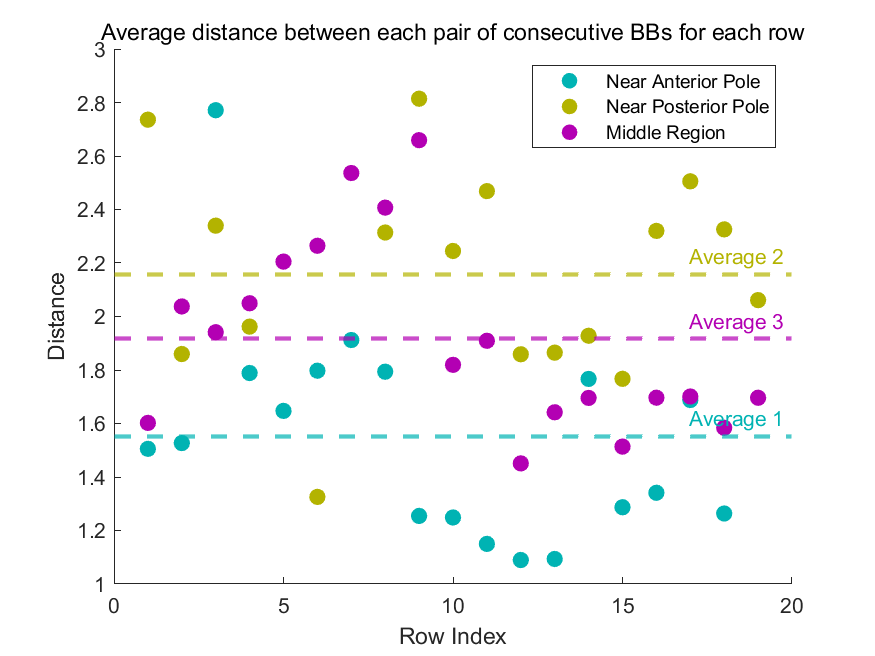 Average distance between each pair of consecutive BBs for each row
3
2.8
2.6
2.4
2.2
2
1.8
1.6
1.4
1.2
1
Distance
Near Anterior Pole
Near Posterior Pole
Middle Region
Average 2
Average 3
Average 1
0 5 10 15 20
Row Index